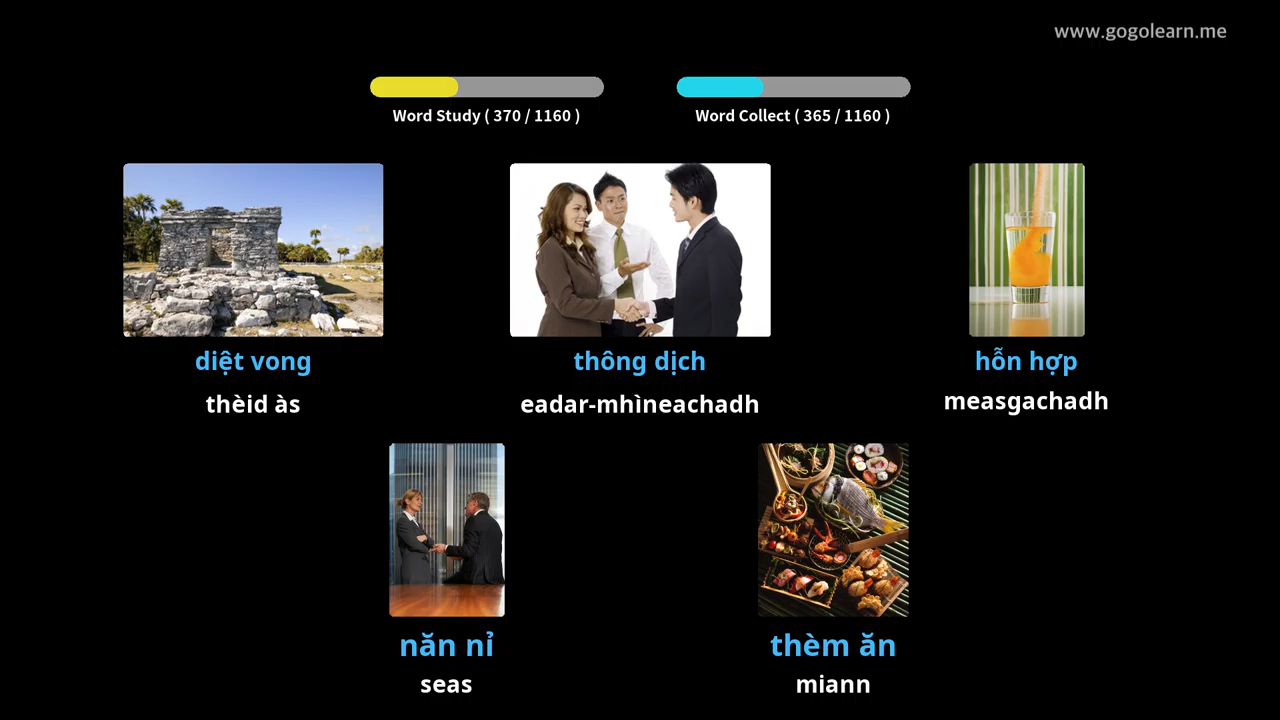 www.gogolearn.me
Word Study ( 370 / 1160 )
Word Collect ( 365 / 1160 )
diệt vong
thèid às
thông dịch
eadar-mhìneachadh
hỗn hợp
measgachadh
năn nỉ
seas
thèm ăn
miann